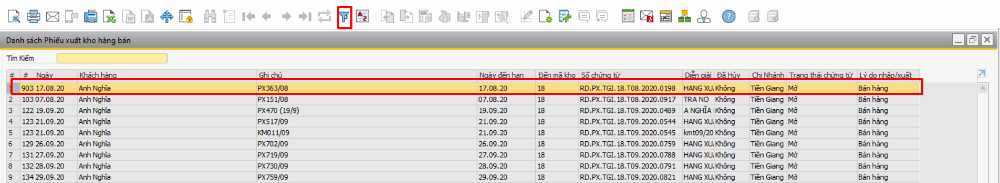 Danh sách Phiếu xuất kho hàng bán
Tìm Kiếm
# # Ngày Khách hàng Ghi chú Ngày đến hạn Đến mã kho Số chứng từ Diễn giải Đã Hủy Chi Nhánh Trạng thái chứng từ Lý do nhập/xuất
1 903 17.08.20 Anh Nghĩa PX363/08 17.08.20 18 RD.PX.TGI.18.T08.2020.0198 HANG XU Không Tiền Giang Mở Bán hàng
2 103 07.08.20 Anh Nghĩa PX151/08 07.08.20 18 RD.PX.TGI.18.T08.2020.0917 TRA NO Không Tiền Giang Mở Bán hàng
3 122 19.09.20 Anh Nghĩa PX470 (19/9) 19.09.20 18 RD.PX.TGI.18.T09.2020.0489 A NGHĨA Không Tiền Giang Mở Bán hàng
4 123 21.09.20 Anh Nghĩa PX517/09 21.09.20 18 RD.PX.TGI.18.T09.2020.0544 HANG XU Không Tiền Giang Mở Bán hàng
5 123 21.09.20 Anh Nghĩa KM011/09 21.09.20 18 RD.PX.TGI.18.T09.2020.0545 kmt09/20 Không Tiền Giang Mở Bán hàng
6 129 26.09.20 Anh Nghĩa PX702/09 26.09.20 18 RD.PX.TGI.18.T09.2020.0759 HANG XU Không Tiền Giang Mở Bán hàng
7 131 27.09.20 Anh Nghĩa PX719/09 27.09.20 18 RD.PX.TGI.18.T09.2020.0788 HANG XU Không Tiền Giang Mở Bán hàng
8 132 28.09.20 Anh Nghĩa PX730/09 28.09.20 18 RD.PX.TGI.18.T09.2020.0791 HANG XU Không Tiền Giang Mở Bán hàng
9 134 29.09.20 Anh Nghĩa PX759/09 29.09.20 18 RD.PX.TGI.18.T09.2020.0821 HANG XU Không Tiền Giang Mở Bán hàng